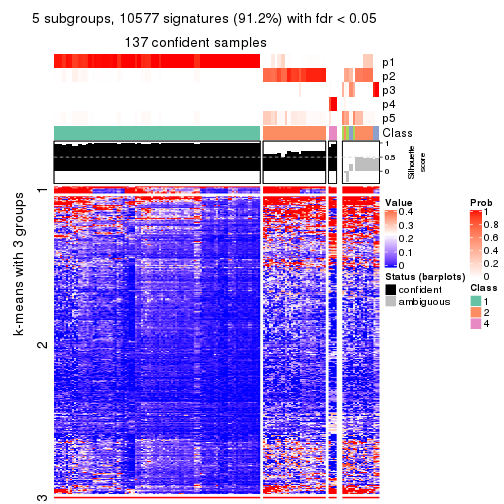 5 subgroups, 10577 signatures (91.2%) with fdr < 0.05
137 confident samples
p1
p2
p3
p4
p5
Class
1
0.5
0
Silhouette
score
k-means with 3 groups
1
2
3
Value
0.4
0.3
0.2
0.1
0
Status (barplots)
confident
ambiguous
Prob
1
0.8
0.6
0.4
0.2
0
Class
1
2
4